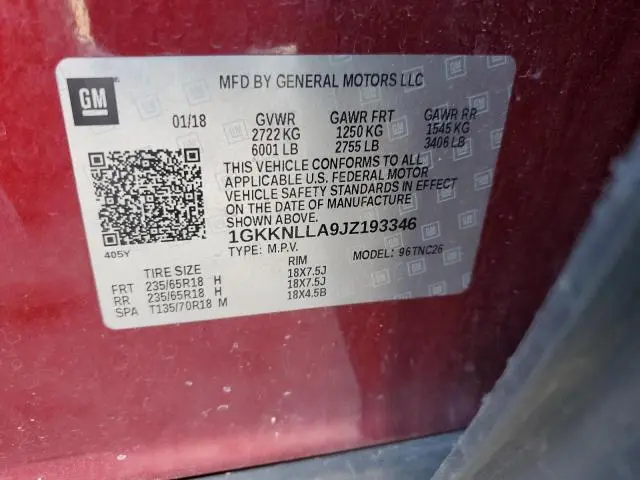 GM
MFD BY GENERAL MOTORS LLC
01/18 GVWR GAWR FRT GAWR RR
2722 KG 1250 KG 1545 KG
6001 LB 2755 LB 3406 LB
THIS VEHICLE CONFORMS TO ALL
APPLICABLE U.S. FEDERAL MOTOR
VEHICLE SAFETY STANDARDS IN EFFECT
ON THE DATE OF MANUFACTURE
SHOWN ABOVE.
405Y
1GKKNLLA9JZ193346
TYPE: M.P.V. MODEL: 96TNC26
TIRE SIZE RIM
FRT 235/65R18 H 18X7.5J
RR 235/65R18 H 18X7.5J
SPA T135/70R18 M 18X4.5B